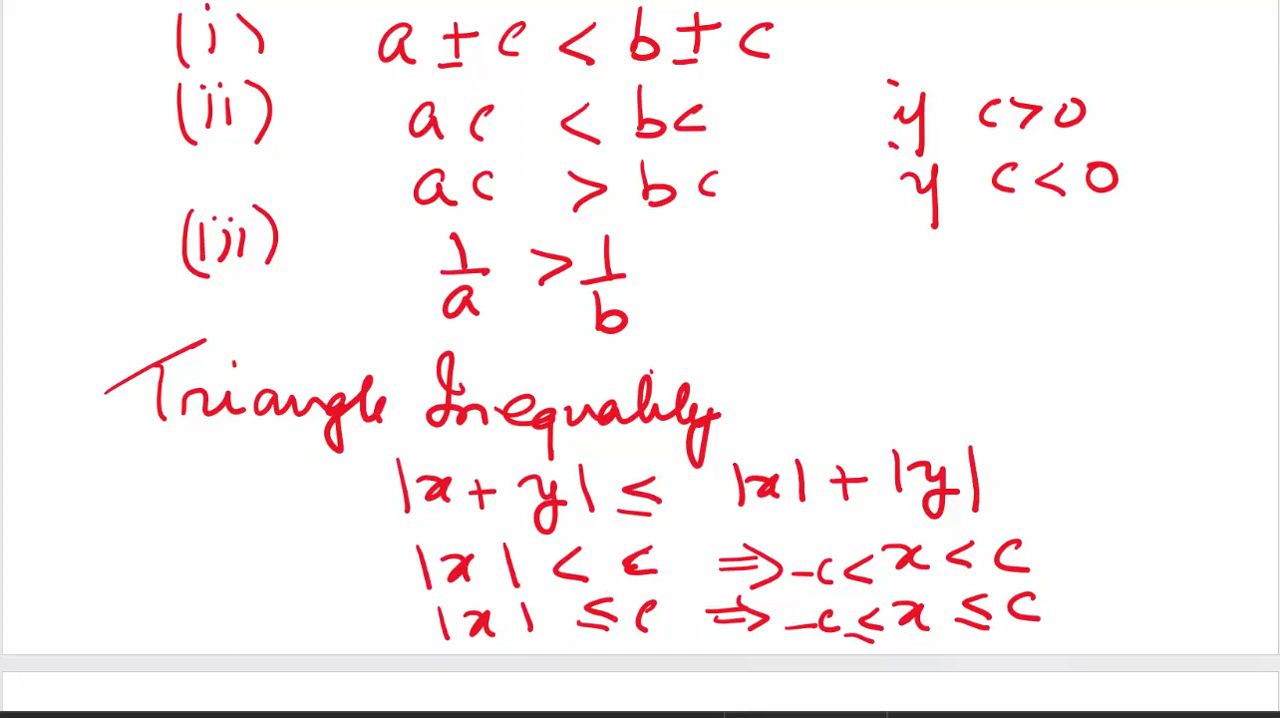 (i) a ± c < b ± c
(ii) ac < bc if c > 0
ac > bc if c < 0
(iii) 1/a > 1/b
Triangle Inequality
|x + y| ≤ |x| + |y|
|x| < c ⇒ -c < x < c
|x| ≤ c ⇒ -c ≤ x ≤ c